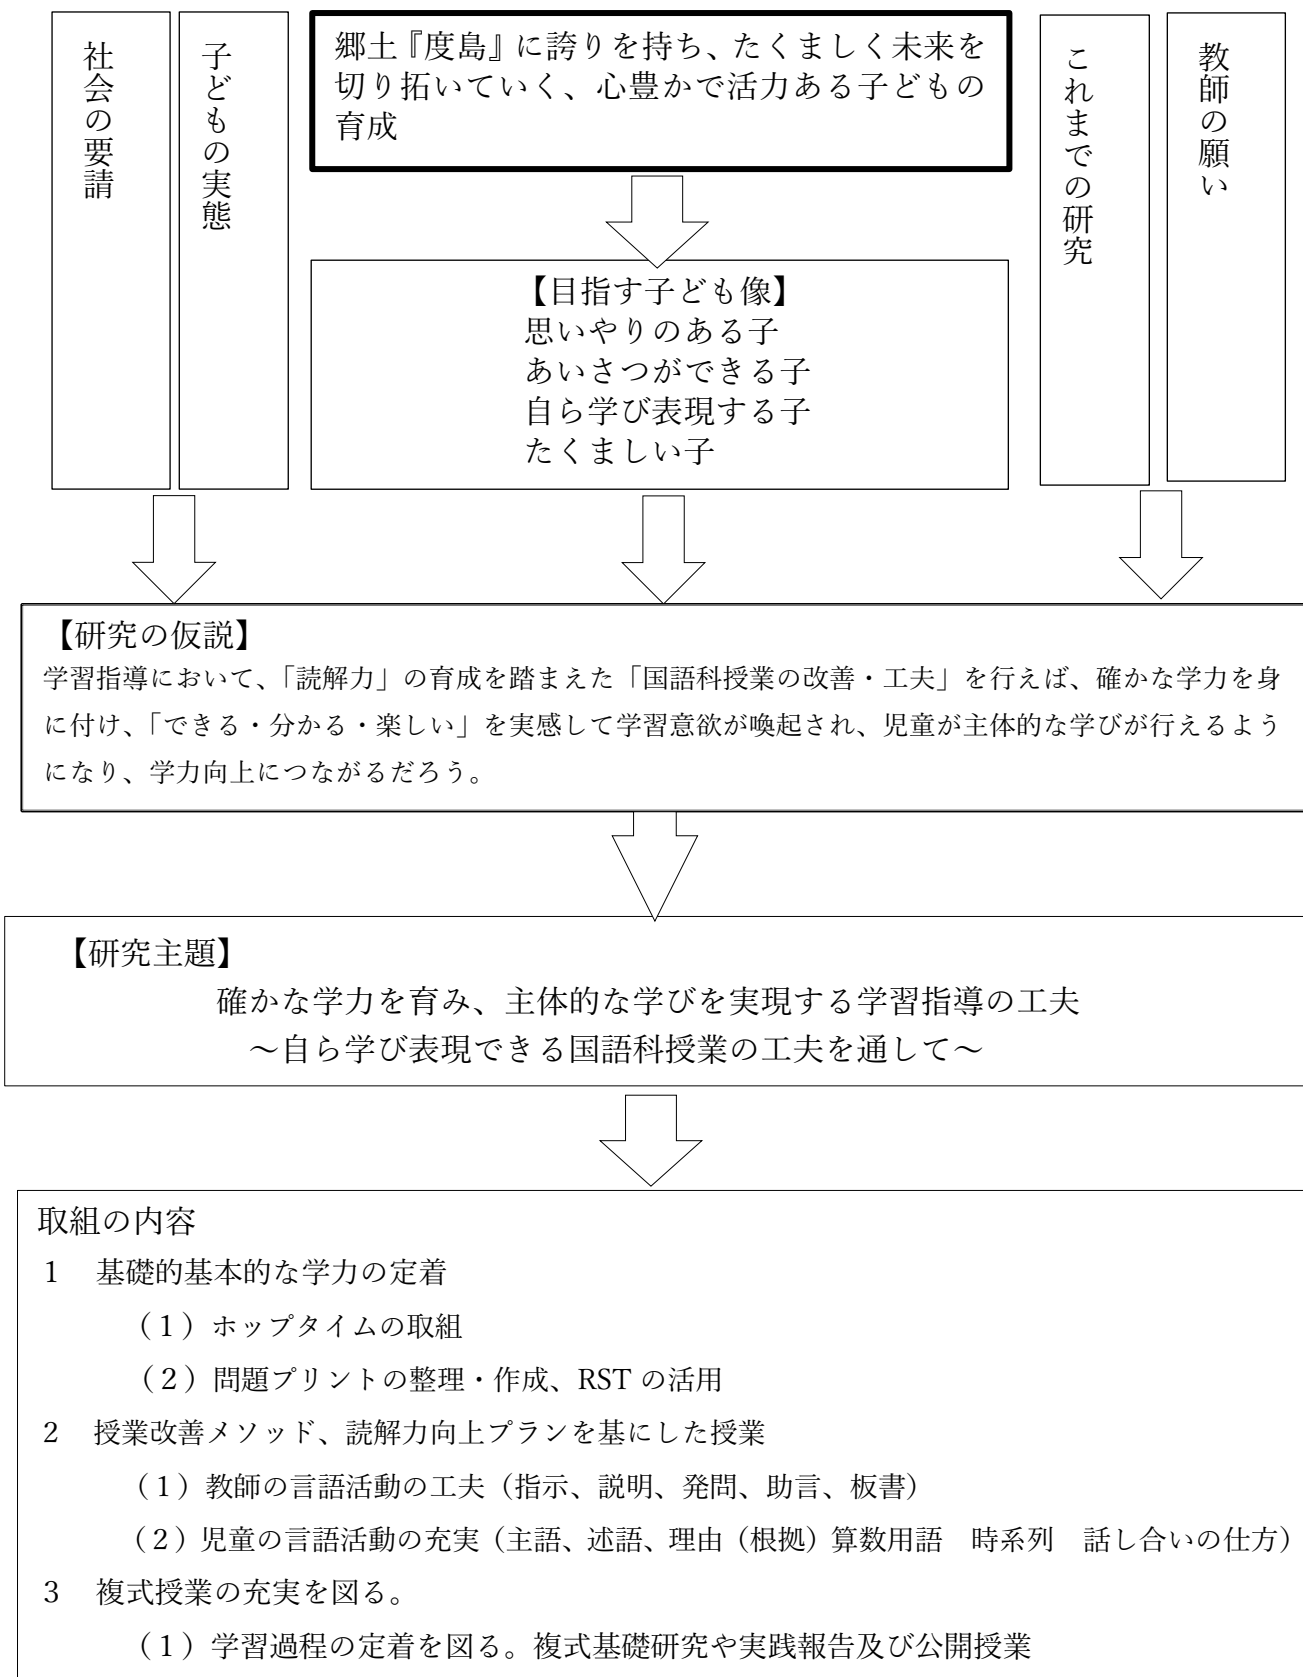 社会の要請
子どもの実態
郷土『度島』に誇りを持ち、たくましく未来を
切り拓いていく、心豊かで活力ある子どもの
育成
これまでの研究
教師の願い
【目指す子ども像】
思いやりのある子
あいさつができる子
自ら学び表現する子
たくましい子
【研究の仮説】
学習指導において、「読解力」の育成を踏まえた「国語科授業の改善・工夫」を行えば、確かな学力を身
に付け、「できる・分かる・楽しい」を実感して学習意欲が喚起され、児童が主体的な学びが行えるよう
になり、学力向上につながるだろう。
【研究主題】
確かな学力を育み、主体的な学びを実現する学習指導の工夫
～自ら学び表現できる国語科授業の工夫を通して～
取組の内容
1　基礎的基本的な学力の定着
（１）ホップタイムの取組
（２）問題プリントの整理・作成、RST の活用
2　授業改善メソッド、読解力向上プランを基にした授業
（１）教師の言語活動の工夫（指示、説明、発問、助言、板書）
（２）児童の言語活動の充実（主語、述語、理由（根拠）算数用語　時系列　話し合いの仕方）
3　複式授業の充実を図る。
（１）学習過程の定着を図る。複式基礎研究や実践報告及び公開授業